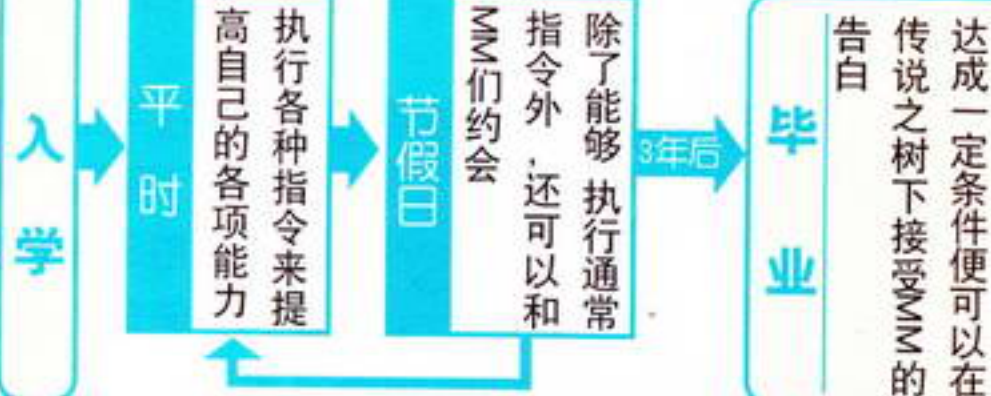 入学
平时
执行各种指令来提
高自己的各项能力
节假日
除了能够 执行通常
指令外，还可以和
MM们约会
3年后
毕业
达成一定条件便可以在
传说之树下接受MM的
告白